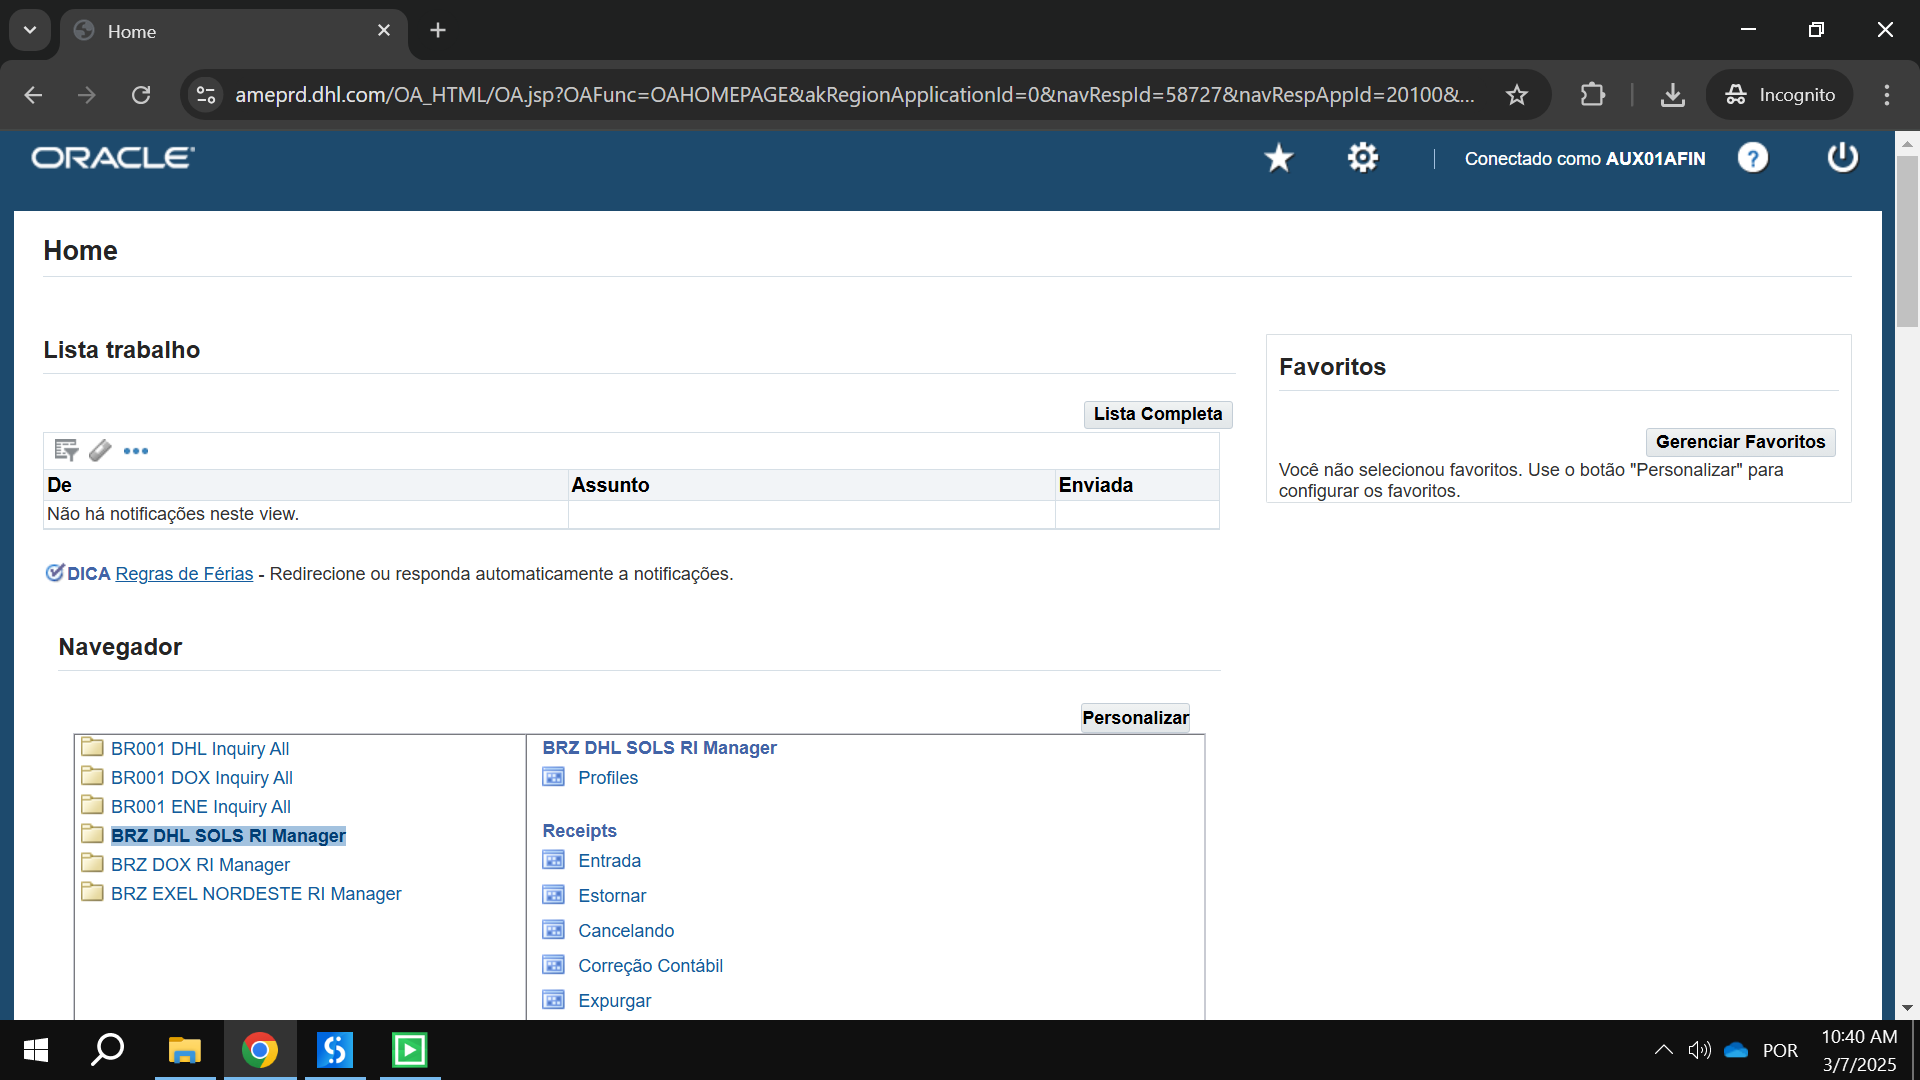 Home
ameprd.dhl.com/OA_HTML/OA.jsp?OAFunc=OAHOMEPAGE&akRegionApplicationId=0&navRespId=58727&navRespAppId=20100&...
Incognito
ORACLE
Conectado como AUX01AFIN
?
Home
Lista trabalho
Lista Completa
De Assunto Enviada
Não há notificações neste view.
DICA Regras de Férias - Redirecione ou responda automaticamente a notificações.
Favoritos
Gerenciar Favoritos
Você não selecionou favoritos. Use o botão "Personalizar" para
configurar os favoritos.
Navegador
Personalizar
BR001 DHL Inquiry All
BR001 DOX Inquiry All
BR001 ENE Inquiry All
BRZ DHL SOLS RI Manager
BRZ DOX RI Manager
BRZ EXEL NORDESTE RI Manager
BRZ DHL SOLS RI Manager
Profiles
Receipts
Entrada
Estornar
Cancelando
Correção Contábil
Expurgar
POR
10:40 AM
3/7/2025